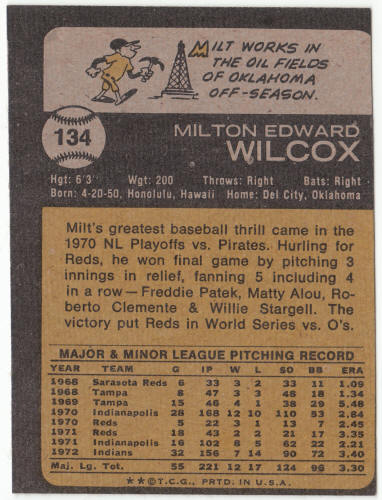 MILT WORKS IN
THE OIL FIELDS
OF OKLAHOMA
OFF-SEASON.
134
MILTON EDWARD
WILCOX
Hgt: 6'3 Wgt: 200 Throws: Right Bats: Right
Born: 4-20-50, Honolulu, Hawaii Home: Del City, Oklahoma
Milt's greatest baseball thrill came in the
1970 NL Playoffs vs. Pirates. Hurling for
Reds, he won final game by pitching 3
innings in relief, fanning 5 including 4
in a row—Freddie Patek, Matty Alou, Ro-
berto Clemente & Willie Stargell. The
victory put Reds in World Series vs. O's.
MAJOR & MINOR LEAGUE PITCHING RECORD
YEAR TEAM G IP W L SO BB ERA
1968 Sarasota Reds 6 33 3 2 33 11 1.09
1968 Tampa 8 47 3 3 48 18 1.34
1969 Tampa 15 46 4 1 38 29 5.48
1970 Indianapolis 28 168 12 10 110 53 2.84
1970 Reds 5 22 3 1 13 7 2.45
1971 Reds 18 43 2 2 21 17 3.35
1971 Indianapolis 16 102 8 5 62 22 2.21
1972 Indians 32 156 7 14 90 72 3.40
Maj. Lg. Tot. 55 221 12 17 124 96 3.30
★★©T.C.G., PRTD. IN U.S.A.